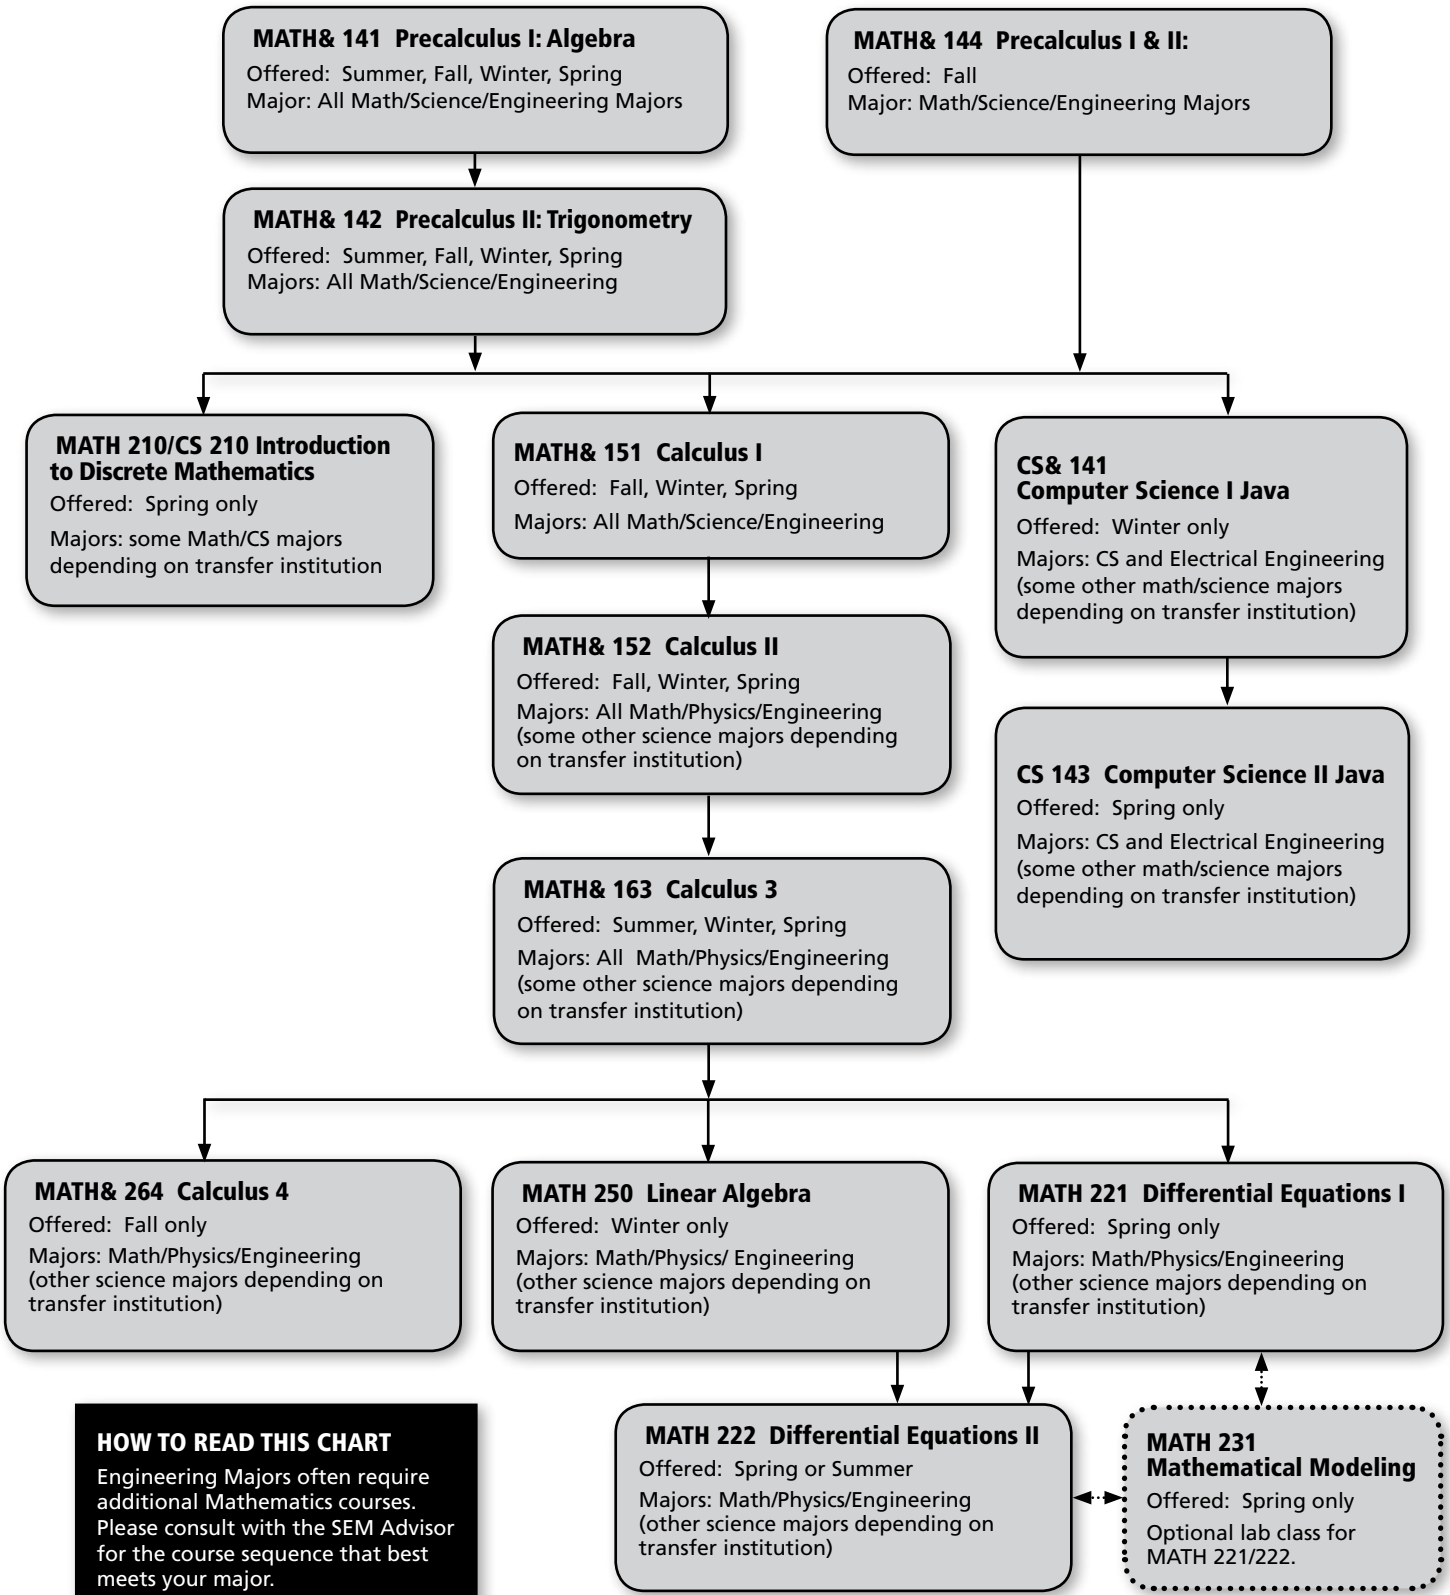 MATH& 141  Precalculus I: Algebra
Offered:  Summer, Fall, Winter, Spring
Major: All Math/Science/Engineering Majors
MATH& 144  Precalculus I & II:
Offered:  Fall
Major: Math/Science/Engineering Majors
MATH& 142  Precalculus II: Trigonometry
Offered:  Summer, Fall, Winter, Spring
Majors: All Math/Science/Engineering
MATH 210/CS 210 Introduction
to Discrete Mathematics
Offered:  Spring only
Majors: some Math/CS majors
depending on transfer institution
MATH& 151  Calculus I
Offered:  Fall, Winter, Spring
Majors: All Math/Science/Engineering
CS& 141
Computer Science I Java
Offered:  Winter only
Majors: CS and Electrical Engineering
(some other math/science majors
depending on transfer institution)
MATH& 152  Calculus II
Offered:  Fall, Winter, Spring
Majors: All Math/Physics/Engineering
(some other science majors depending
on transfer institution)
CS 143  Computer Science II Java
Offered:  Spring only
Majors: CS and Electrical Engineering
(some other math/science majors
depending on transfer institution)
MATH& 163  Calculus 3
Offered:  Summer, Winter, Spring
Majors: All  Math/Physics/Engineering
(some other science majors depending
on transfer institution)
MATH& 264  Calculus 4
Offered:  Fall only
Majors: Math/Physics/Engineering
(other science majors depending on
transfer institution)
MATH 250  Linear Algebra
Offered:  Winter only
Majors: Math/Physics/ Engineering
(other science majors depending on
transfer institution)
MATH 221  Differential Equations I
Offered:  Spring only
Majors: Math/Physics/Engineering
(other science majors depending on
transfer institution)
HOW TO READ THIS CHART
Engineering Majors often require
additional Mathematics courses.
Please consult with the SEM Advisor
for the course sequence that best
meets your major.
MATH 222  Differential Equations II
Offered:  Spring or Summer
Majors: Math/Physics/Engineering
(other science majors depending on
transfer institution)
MATH 231
Mathematical Modeling
Offered:  Spring only
Optional lab class for
MATH 221/222.